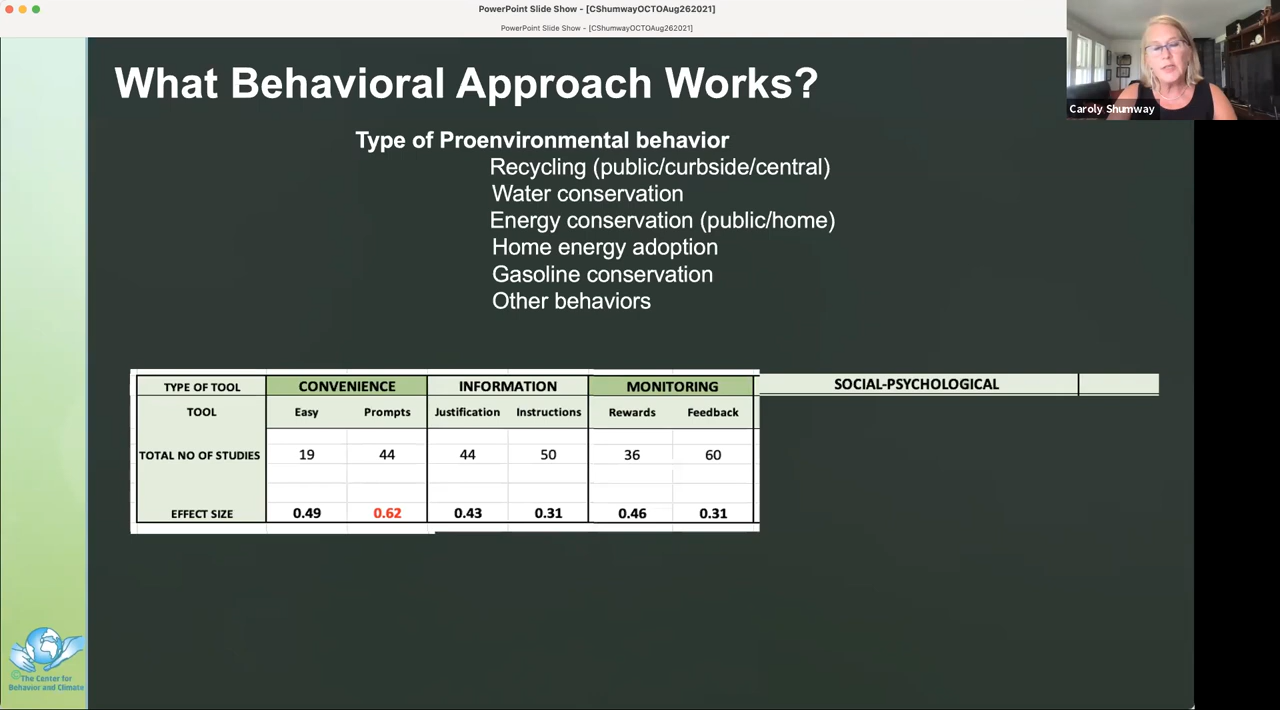 PowerPoint Slide Show - [CShumwayOCTOAug262021]
PowerPoint Slide Show - [CShumwayOCTOAug262021]
Caroly Shumway
What Behavioral Approach Works?
Type of Proenvironmental behavior
Recycling (public/curbside/central)
Water conservation
Energy conservation (public/home)
Home energy adoption
Gasoline conservation
Other behaviors
TYPE OF TOOL CONVENIENCE INFORMATION MONITORING SOCIAL-PSYCHOLOGICAL
TOOL Easy Prompts Justification Instructions Rewards Feedback
TOTAL NO OF STUDIES 19 44 44 50 36 60
EFFECT SIZE 0.49 0.62 0.43 0.31 0.46 0.31
©The Center for
Behavior and Climate